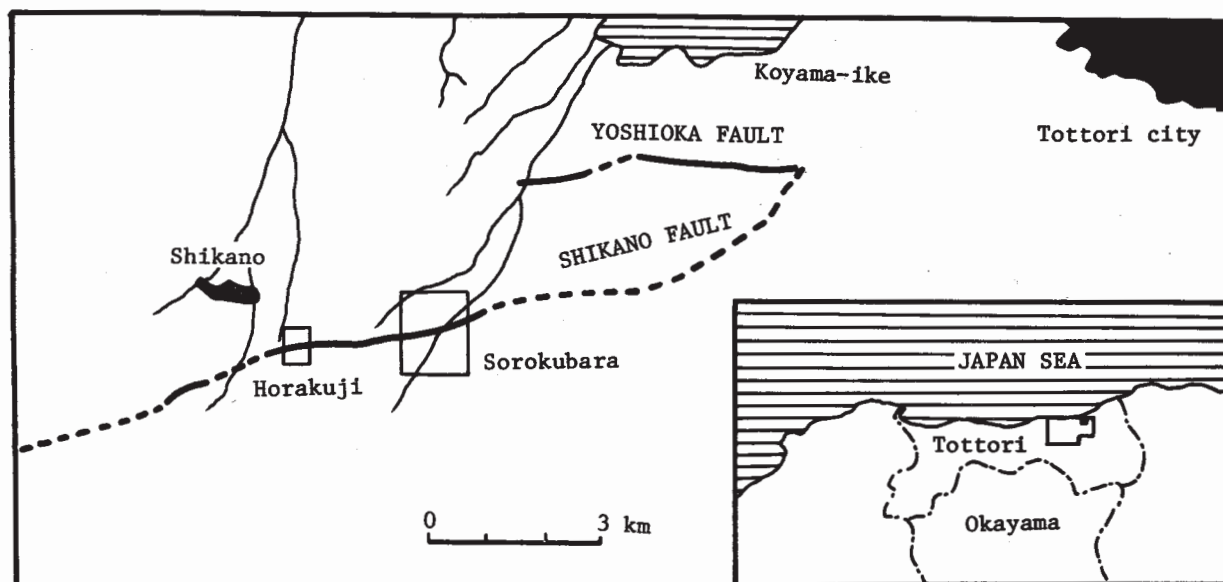 Koyama-ike
Tottori city
YOSHIOKA FAULT
SHIKANO FAULT
Shikano
Horakuji
Sorokubara
0 3 km
JAPAN SEA
Tottori
Okayama